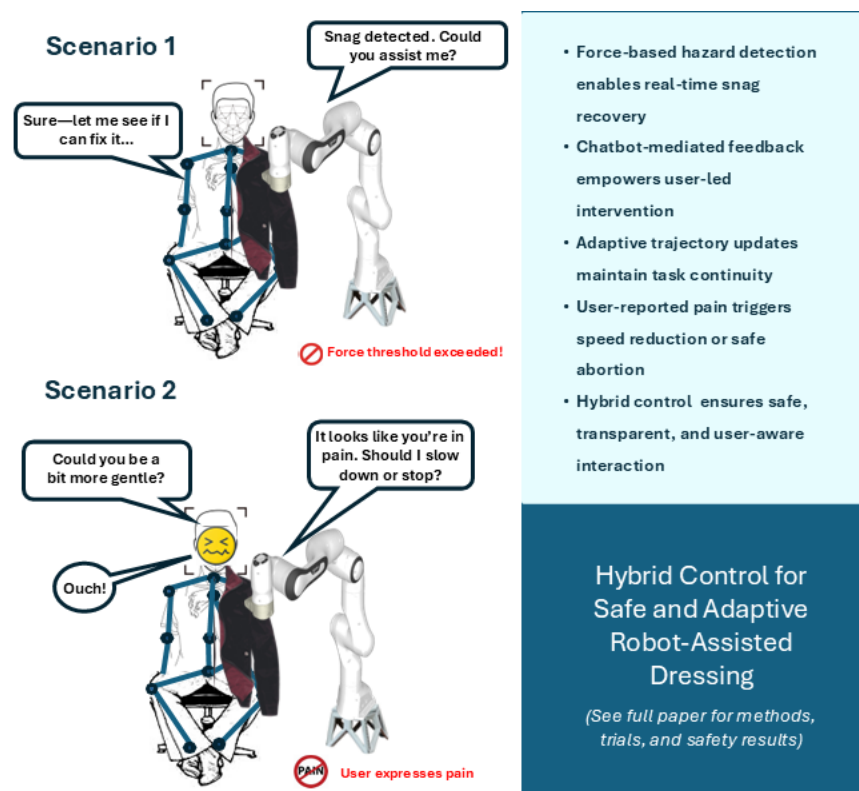 Scenario 1
Snag detected. Could
you assist me?
Sure—let me see if I
can fix it...
Force threshold exceeded!
Scenario 2
Could you be a
bit more gentle?
It looks like you're in
pain. Should I slow
down or stop?
Ouch!
PAIN
User expresses pain
• Force-based hazard detection
enables real-time snag
recovery
• Chatbot-mediated feedback
empowers user-led
intervention
• Adaptive trajectory updates
maintain task continuity
• User-reported pain triggers
speed reduction or safe
abortion
• Hybrid control ensures safe,
transparent, and user-aware
interaction
Hybrid Control for
Safe and Adaptive
Robot-Assisted
Dressing
(See full paper for methods,
trials, and safety results)